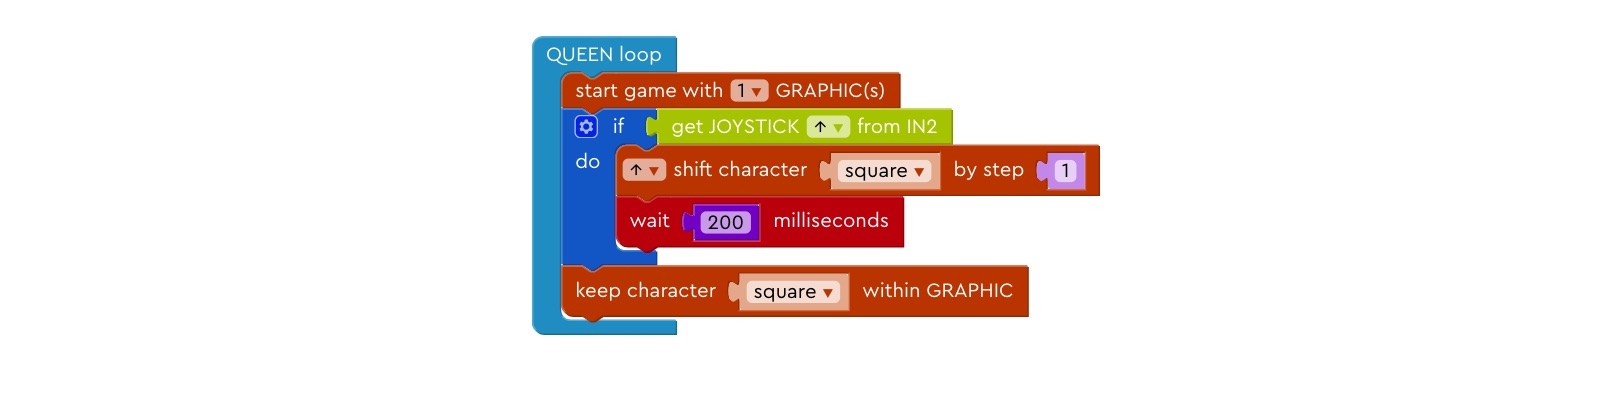 QUEEN loop
start game with 1 ▾ GRAPHIC(s)
if get JOYSTICK ↑ ▾ from IN2
do ↑ ▾ shift character square ▾ by step 1
wait 200 milliseconds
keep character square ▾ within GRAPHIC